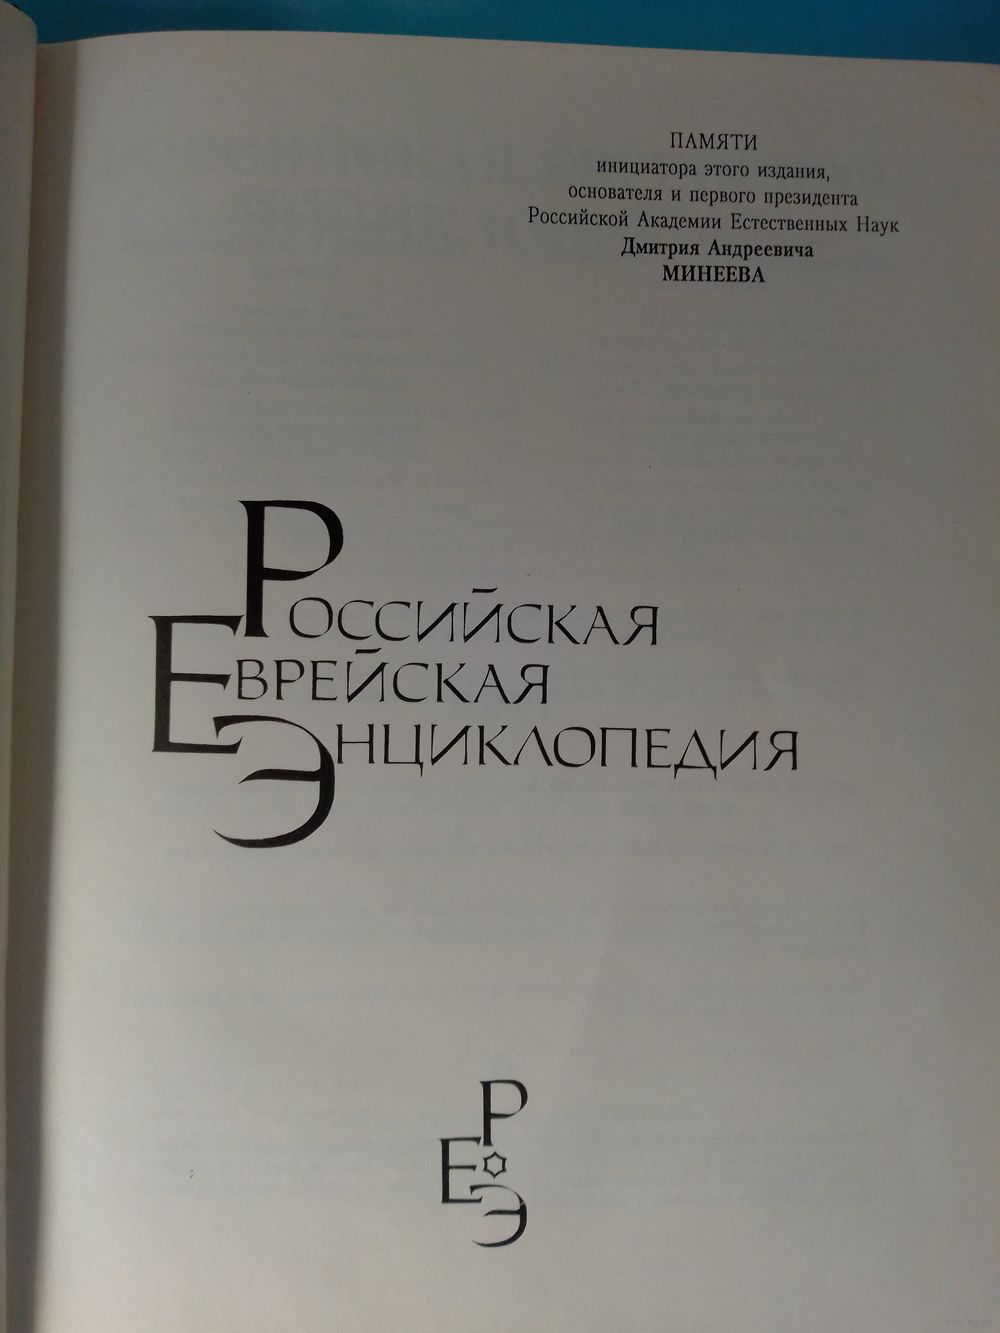 ПАМЯТИ
инициатора этого издания,
основателя и первого президента
Российской Академии Естественных Наук
Дмитрия Андреевича
МИНЕЕВА
РОССИЙСКАЯ
ЕВРЕЙСКАЯ
ЭНЦИКЛОПЕДИЯ
Р
Е
Э